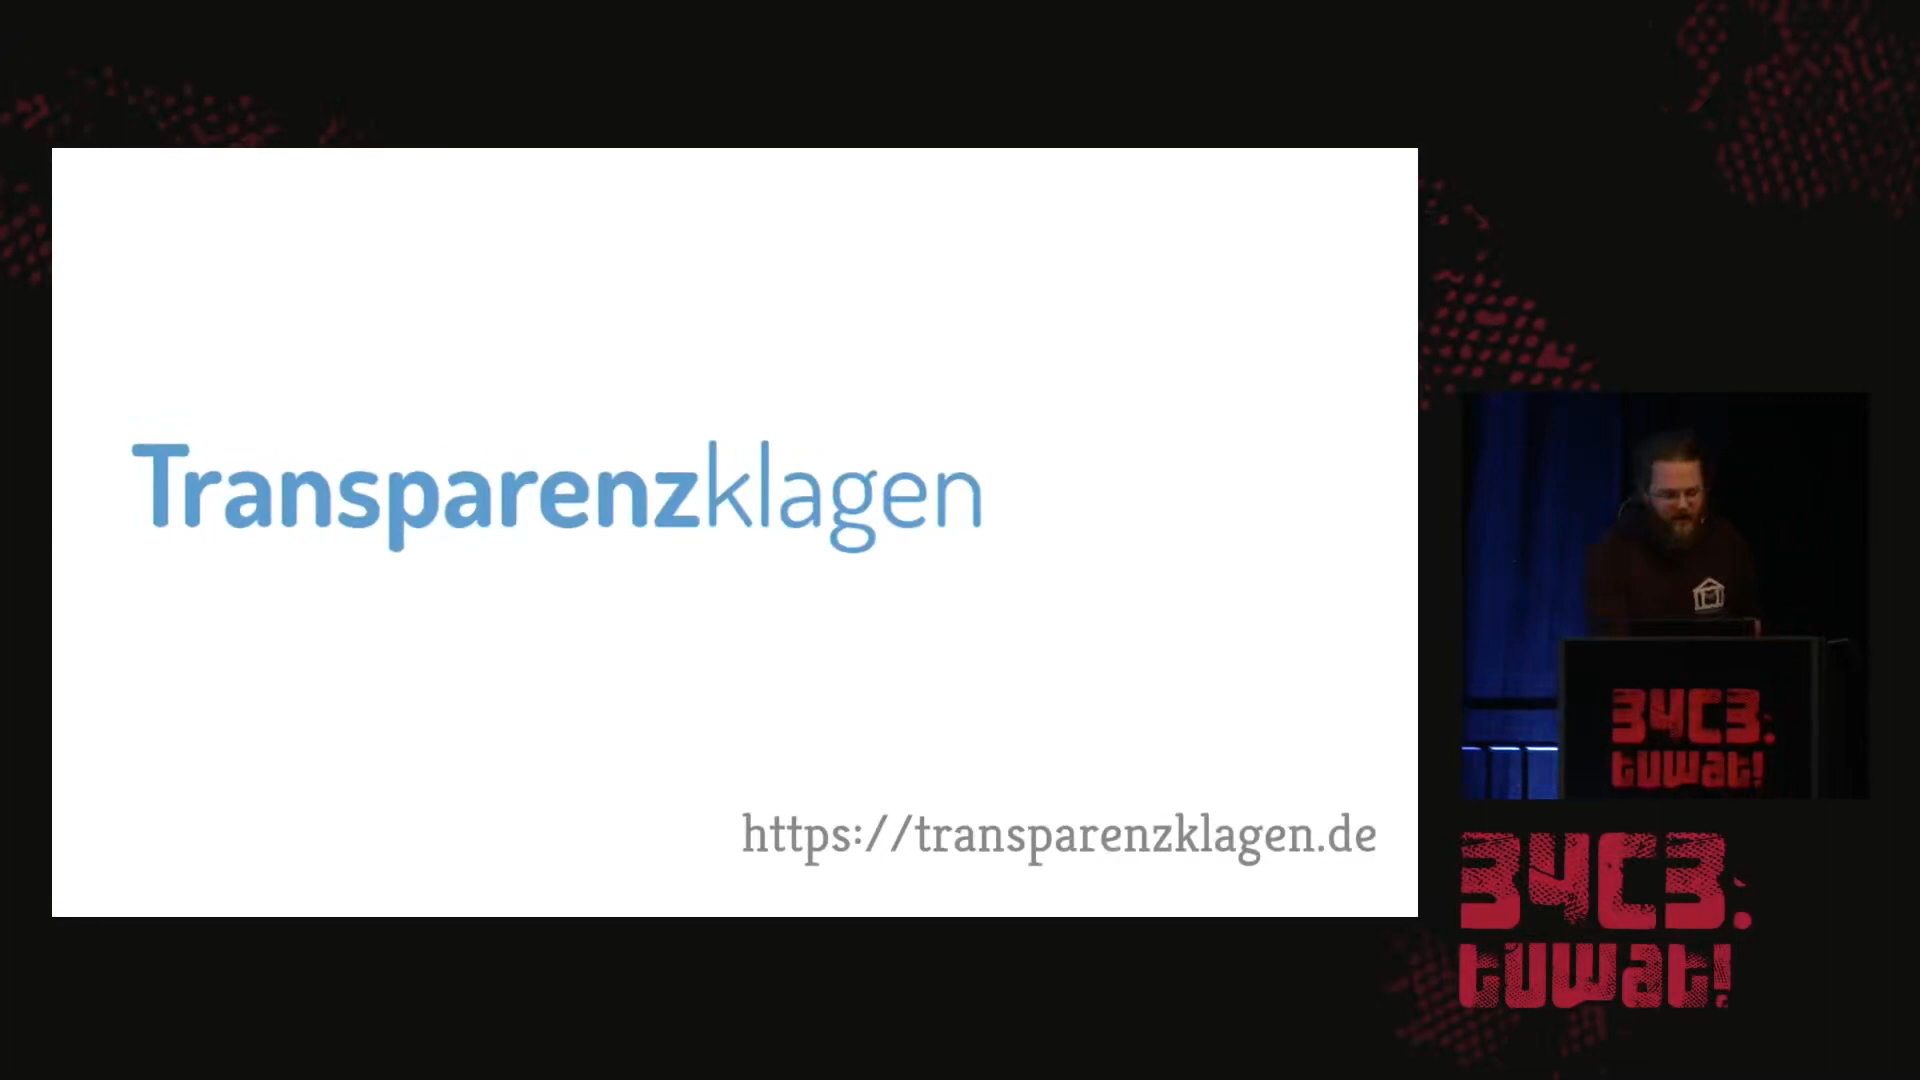 Transparenzklagen
https://transparenzklagen.de
34C3:
tuwat!
34C3:
tuwat!